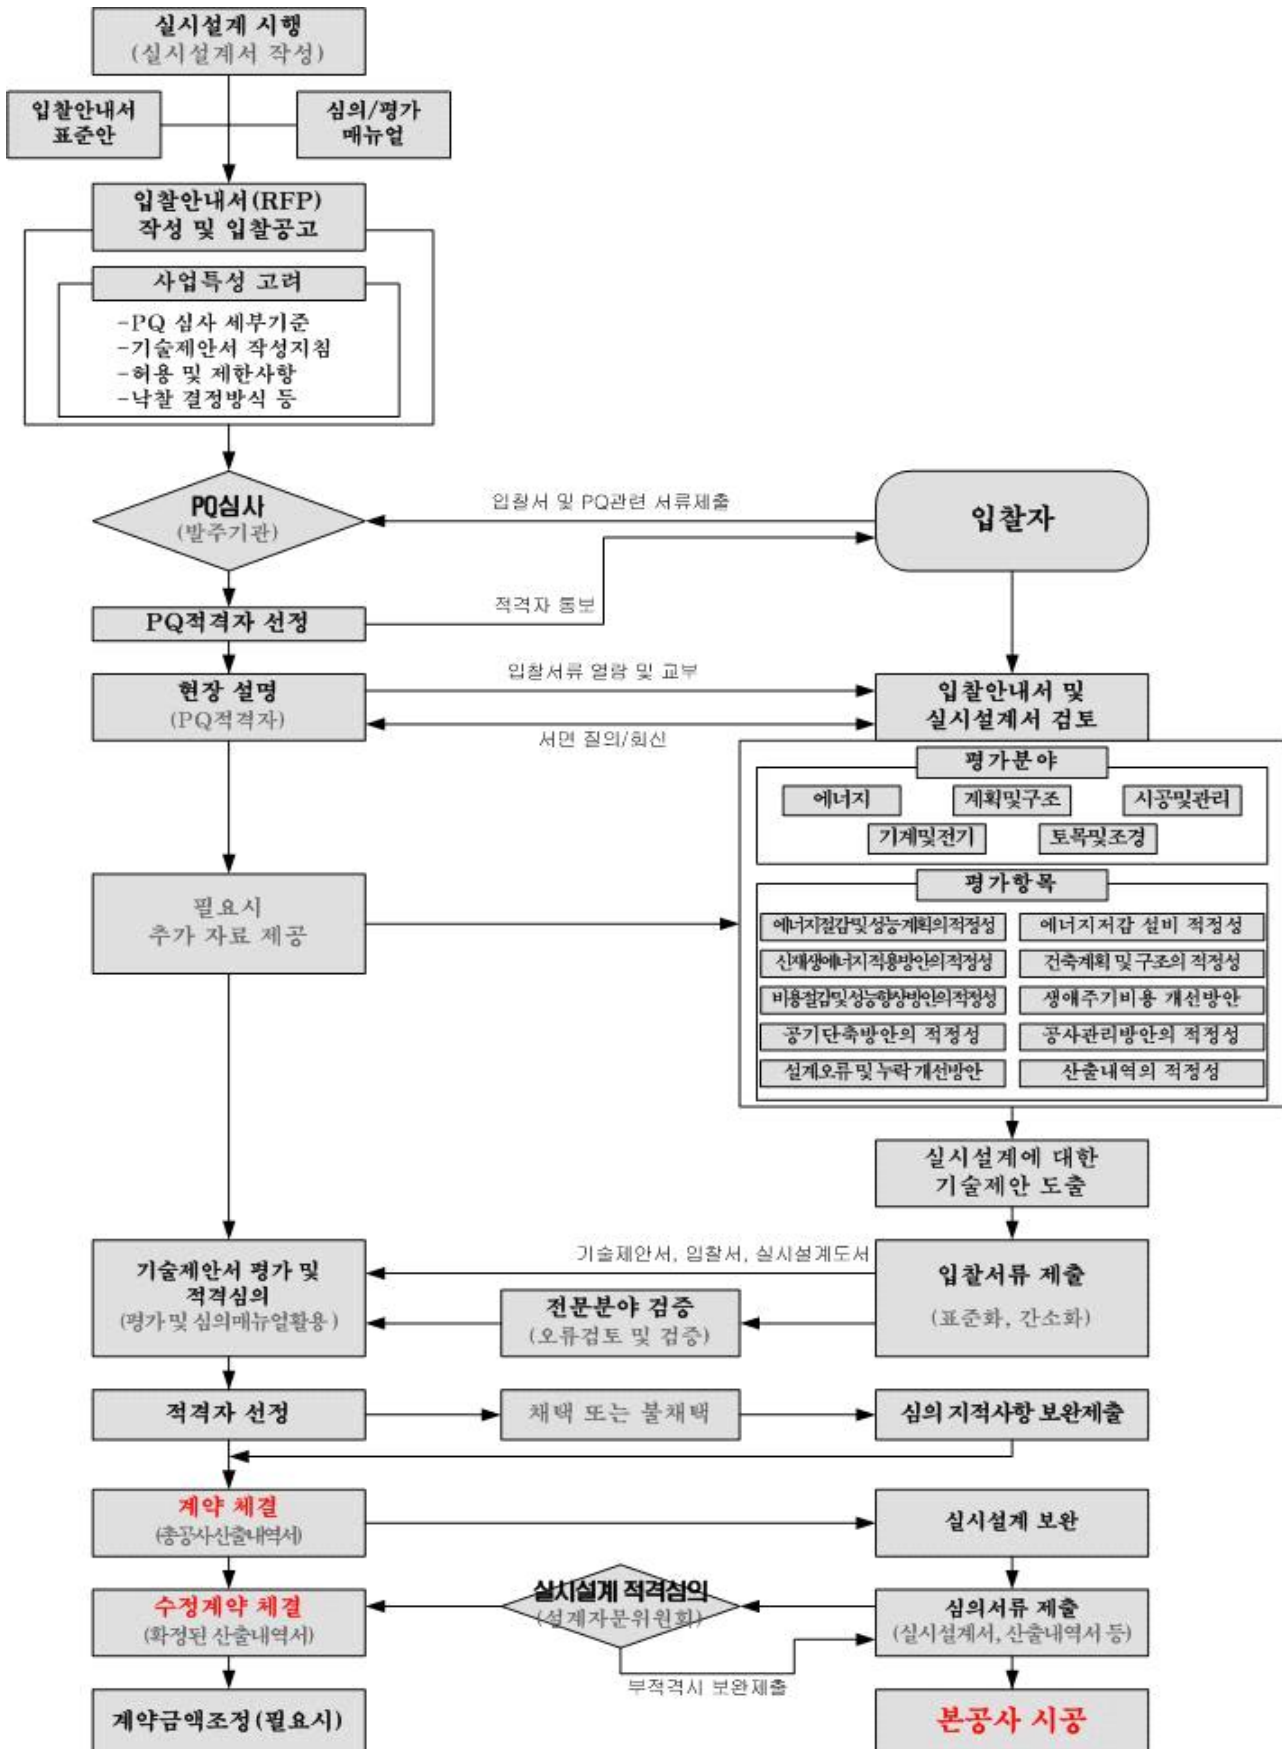 실시설계 시행
(실시설계서 작성)
입찰안내서
표준안
심의/평가
매뉴얼
입찰안내서(RFP)
작성 및 입찰공고
사업특성 고려
-PQ 심사 세부기준
-기술제안서 작성지침
-허용 및 제한사항
-낙찰 결정방식 등
PQ심사
(발주기관)
입찰서 및 PQ관련 서류제출
입찰자
적격자 통보
PQ적격자 선정
현장 설명
(PQ적격자)
입찰서류 열람 및 교부
서면 질의/회신
입찰안내서 및
실시설계서 검토
평가분야
에너지
계획및구조
시공및관리
기계및전기
토목및조경
필요시
추가 자료 제공
평가항목
에너지절감및성능계획의적정성
에너지저감 설비 적정성
신재생에너지적용방안의적정성
건축계획 및 구조의 적정성
비용절감및성능향상방안의적정성
생애주기비용 개선방안
공기단축방안의 적정성
공사관리방안의 적정성
설계오류 및 누락 개선방안
산출내역의 적정성
실시설계에 대한
기술제안 도출
기술제안서 평가 및
적격심의
(평가 및 심의매뉴얼활용)
기술제안서, 입찰서, 실시설계도서
전문분야 검증
(오류검토 및 검증)
입찰서류 제출
(표준화, 간소화)
적격자 선정
채택 또는 불채택
심의 지적사항 보완제출
계약 체결
(총공사산출내역서)
실시설계 보완
수정계약 체결
(확정된 산출내역서)
실시설계 적격심의
(설계자문위원회)
심의서류 제출
(실시설계서, 산출내역서 등)
부적격시 보완제출
계약금액조정(필요시)
본공사 시공